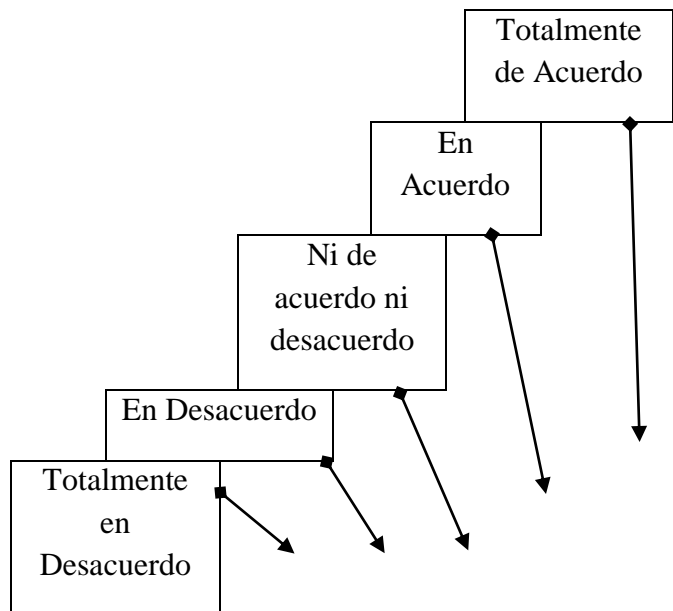 Totalmente
de Acuerdo
En
Acuerdo
Ni de
acuerdo ni
desacuerdo
En Desacuerdo
Totalmente
en
Desacuerdo